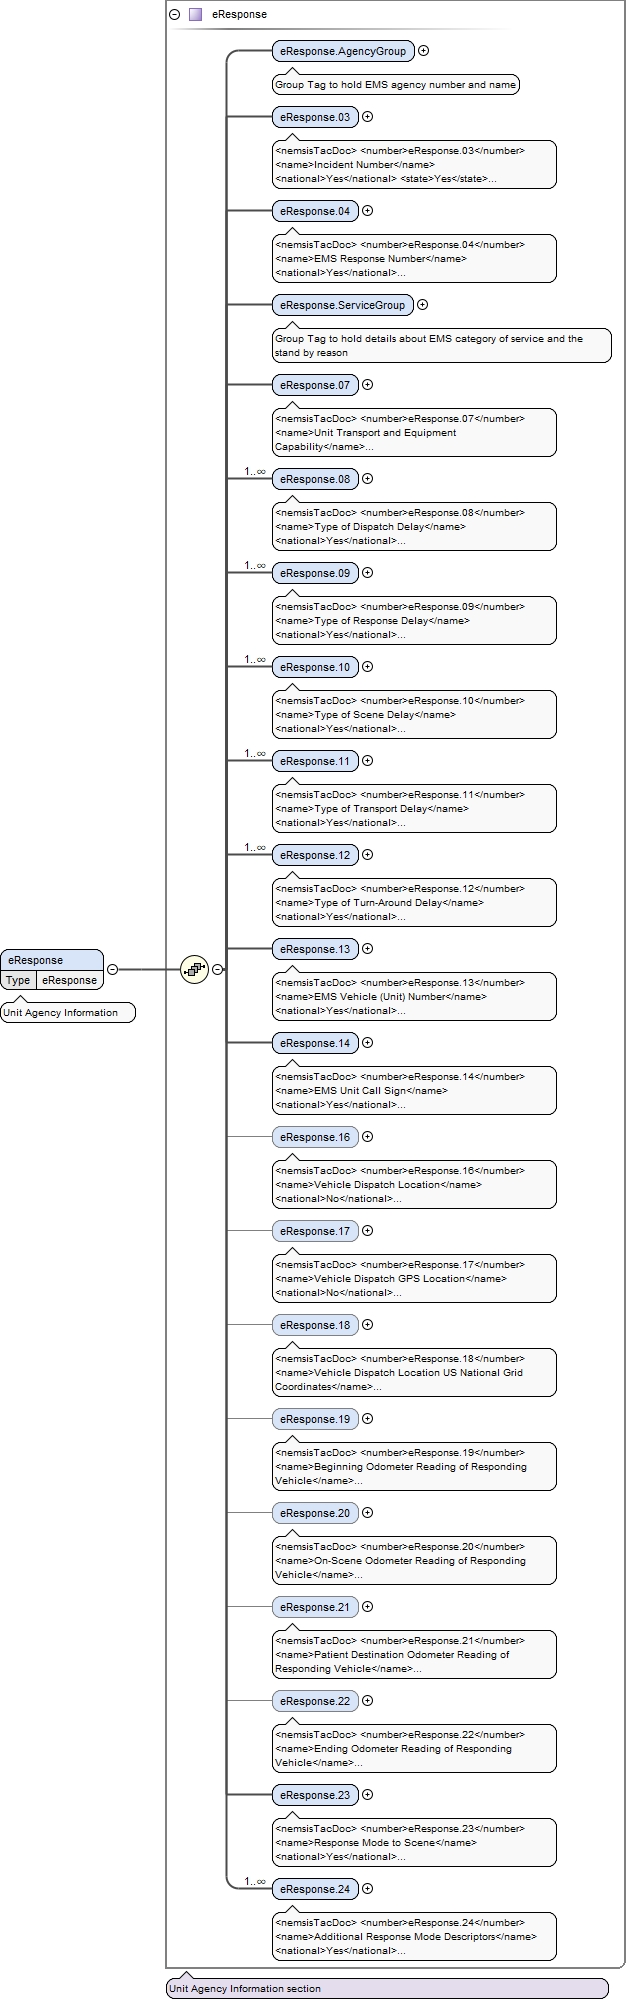 eResponse
eResponse.AgencyGroup
Group Tag to hold EMS agency number and name
eResponse.03
<nemsisTacDoc> <number>eResponse.03</number>
<name>Incident Number</name>
<national>Yes</national> <state>Yes</state>...
eResponse.04
<nemsisTacDoc> <number>eResponse.04</number>
<name>EMS Response Number</name>
<national>Yes</national>...
eResponse.ServiceGroup
Group Tag to hold details about EMS category of service and the
stand by reason
eResponse.07
<nemsisTacDoc> <number>eResponse.07</number>
<name>Unit Transport and Equipment
Capability</name>...
1..∞
eResponse.08
<nemsisTacDoc> <number>eResponse.08</number>
<name>Type of Dispatch Delay</name>
<national>Yes</national>...
1..∞
eResponse.09
<nemsisTacDoc> <number>eResponse.09</number>
<name>Type of Response Delay</name>
<national>Yes</national>...
1..∞
eResponse.10
<nemsisTacDoc> <number>eResponse.10</number>
<name>Type of Scene Delay</name>
<national>Yes</national>...
1..∞
eResponse.11
<nemsisTacDoc> <number>eResponse.11</number>
<name>Type of Transport Delay</name>
<national>Yes</national>...
1..∞
eResponse.12
<nemsisTacDoc> <number>eResponse.12</number>
<name>Type of Turn-Around Delay</name>
<national>Yes</national>...
eResponse
Type eResponse
Unit Agency Information
eResponse.13
<nemsisTacDoc> <number>eResponse.13</number>
<name>EMS Vehicle (Unit) Number</name>
<national>Yes</national>...
eResponse.14
<nemsisTacDoc> <number>eResponse.14</number>
<name>EMS Unit Call Sign</name>
<national>Yes</national>...
eResponse.16
<nemsisTacDoc> <number>eResponse.16</number>
<name>Vehicle Dispatch Location</name>
<national>No</national>...
eResponse.17
<nemsisTacDoc> <number>eResponse.17</number>
<name>Vehicle Dispatch GPS Location</name>
<national>No</national>...
eResponse.18
<nemsisTacDoc> <number>eResponse.18</number>
<name>Vehicle Dispatch Location US National Grid
Coordinates</name>...
eResponse.19
<nemsisTacDoc> <number>eResponse.19</number>
<name>Beginning Odometer Reading of Responding
Vehicle</name>...
eResponse.20
<nemsisTacDoc> <number>eResponse.20</number>
<name>On-Scene Odometer Reading of Responding
Vehicle</name>...
eResponse.21
<nemsisTacDoc> <number>eResponse.21</number>
<name>Patient Destination Odometer Reading of
Responding Vehicle</name>...
eResponse.22
<nemsisTacDoc> <number>eResponse.22</number>
<name>Ending Odometer Reading of Responding
Vehicle</name>...
eResponse.23
<nemsisTacDoc> <number>eResponse.23</number>
<name>Response Mode to Scene</name>
<national>Yes</national>...
1..∞
eResponse.24
<nemsisTacDoc> <number>eResponse.24</number>
<name>Additional Response Mode Descriptors</name>
<national>Yes</national>...
Unit Agency Information section